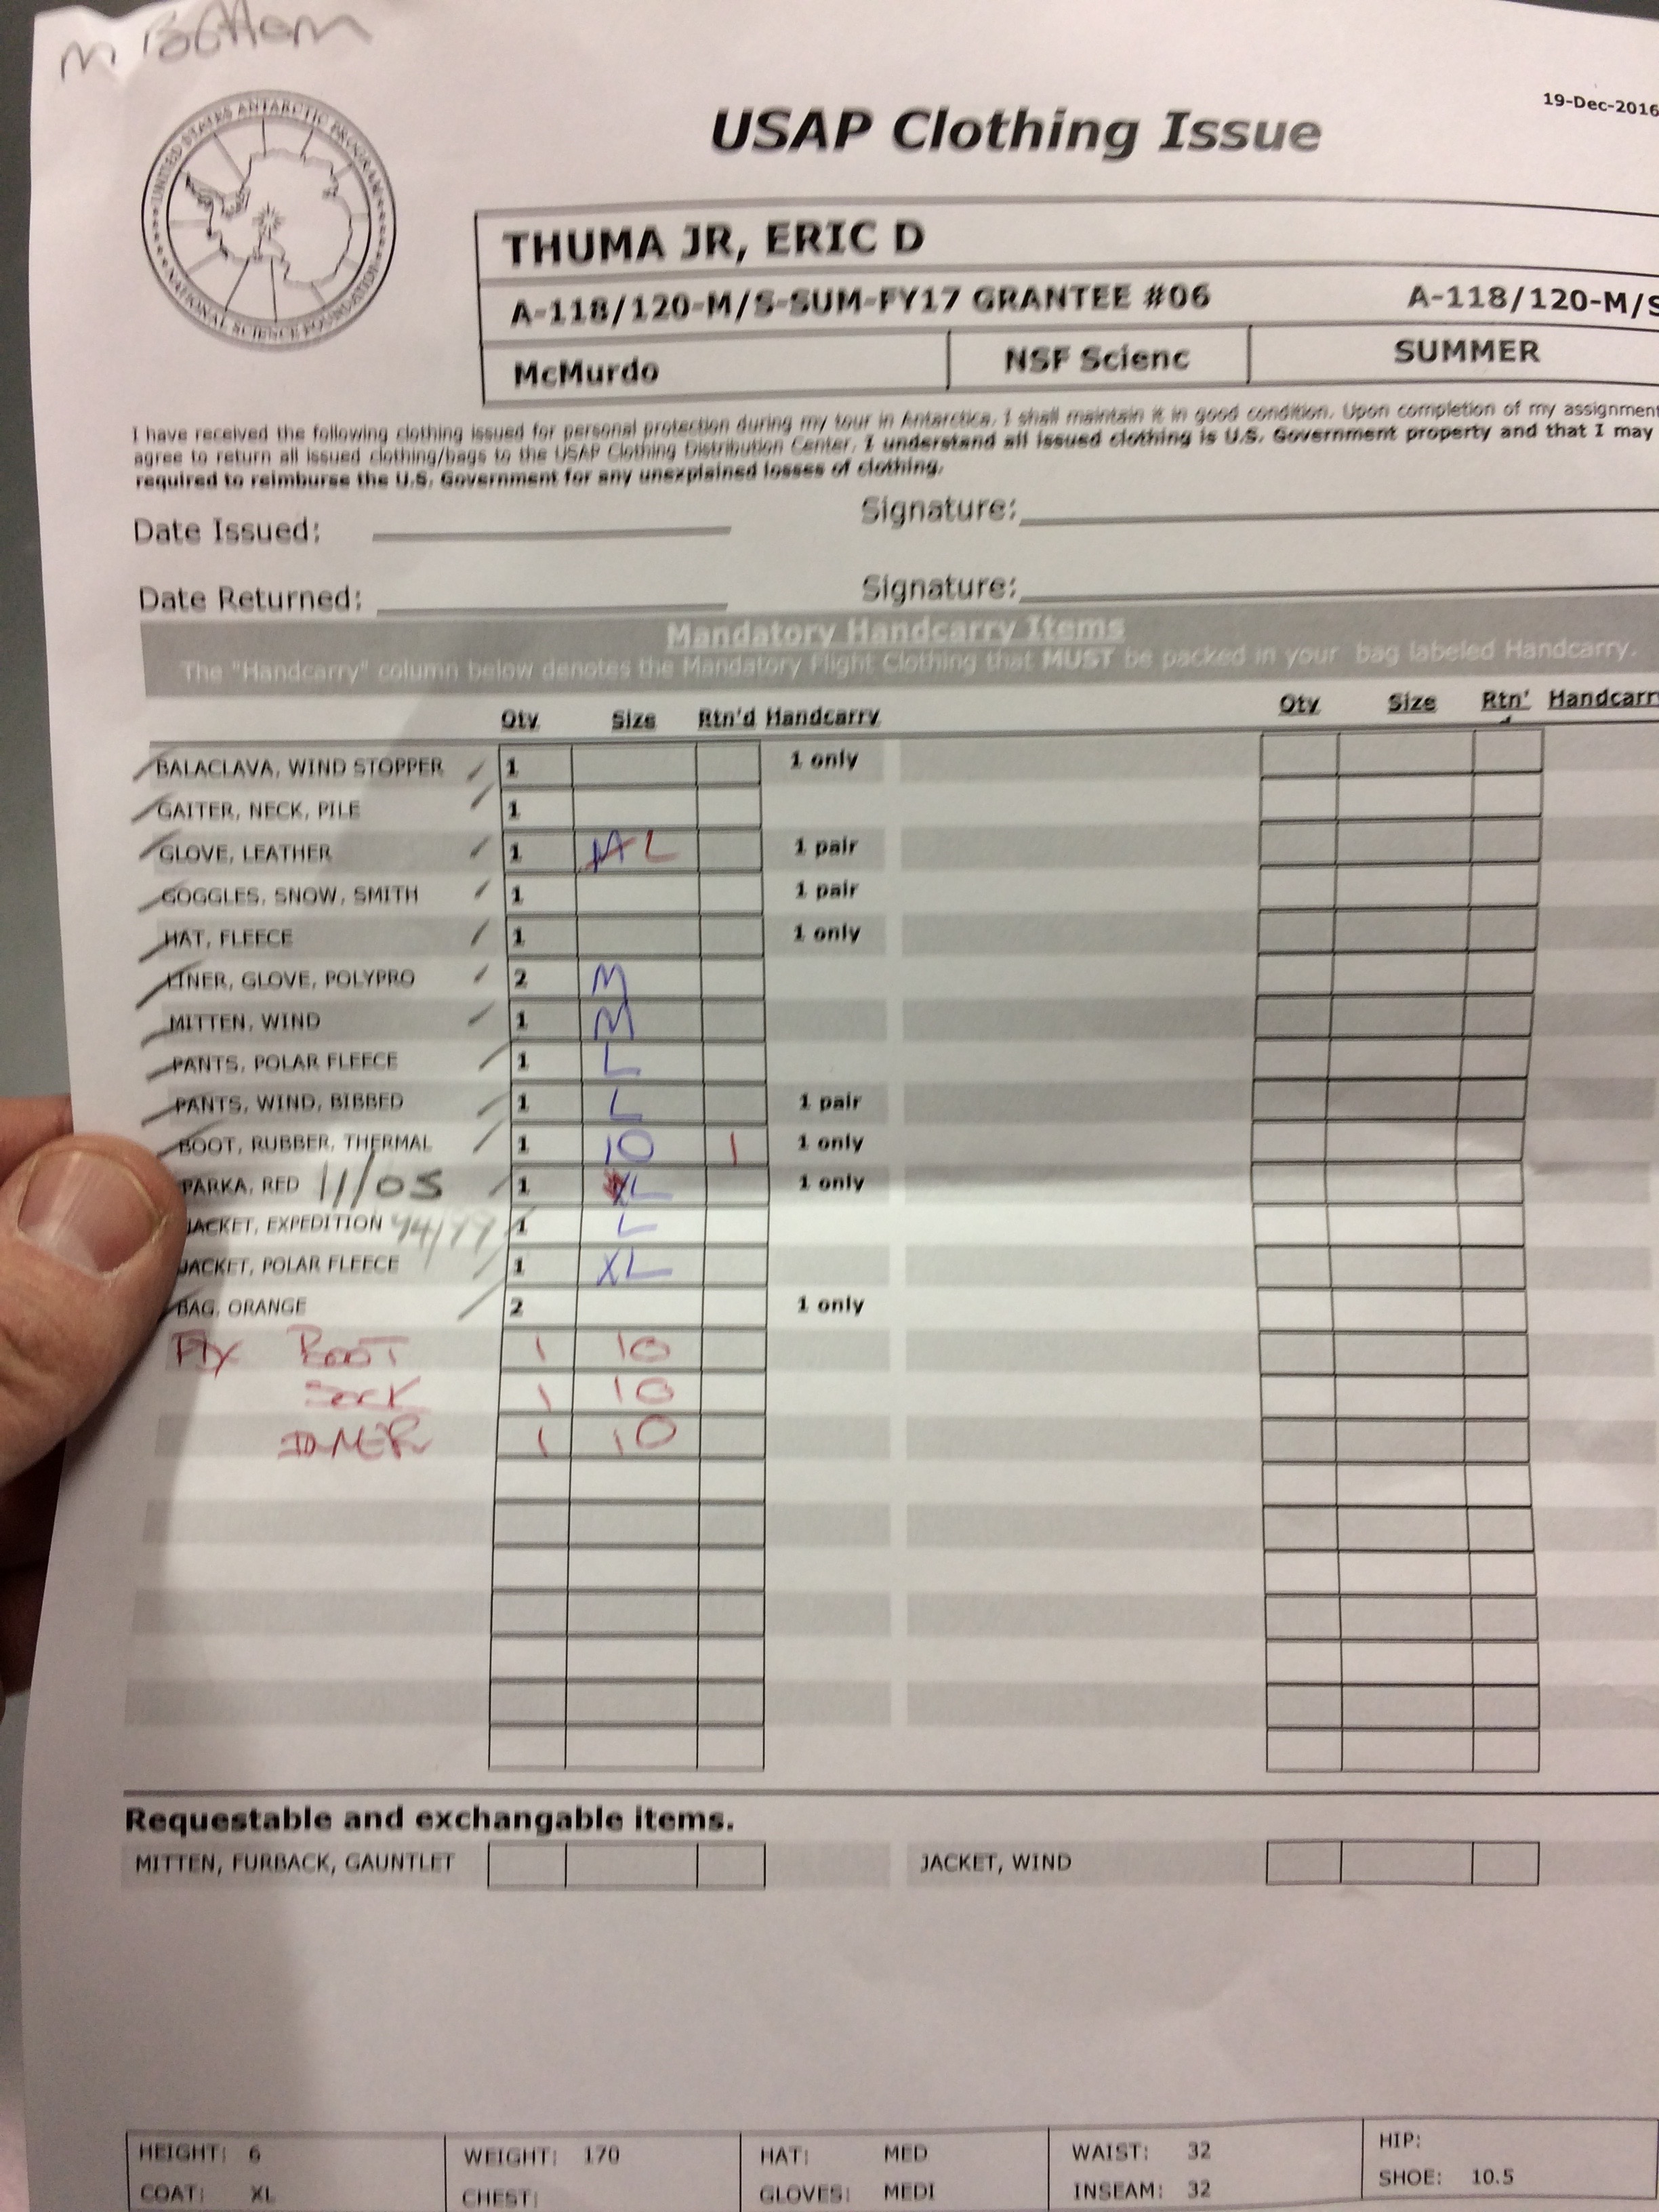 M Bottom
UNITED STATES ANTARCTIC PROGRAM
NATIONAL SCIENCE FOUNDATION
19-Dec-2016
USAP Clothing Issue
THUMA JR, ERIC D
A-118/120-M/S-SUM-FY17 GRANTEE #06 A-118/120-M/S
McMurdo NSF Scienc SUMMER
I have received the following clothing issued for personal protection during my tour in Antarctica. I shall maintain it in good condition. Upon completion of my assignment
agree to return all issued clothing/bags to the USAP Clothing Distribution Center. I understand all issued clothing is U.S. Government property and that I may
required to reimburse the U.S. Government for any unexplained losses of clothing.
Date Issued: Signature:
Date Returned: Signature:
Mandatory Handcarry Items
The "Handcarry" column below denotes the Mandatory Flight Clothing that MUST be packed in your bag labeled Handcarry.
Qty Size Rtn'd Handcarry Qty Size Rtn'd Handcarry
BALACLAVA, WIND STOPPER 1 1 only
GAITER, NECK, PILE 1
GLOVE, LEATHER 1 M L 1 pair
GOGGLES, SNOW, SMITH 1 1 pair
HAT, FLEECE 1 1 only
LINER, GLOVE, POLYPRO 2 M
MITTEN, WIND 1 M
PANTS, POLAR FLEECE 1 L
PANTS, WIND, BIBBED 1 L 1 pair
BOOT, RUBBER, THERMAL 1 10 1 1 only
PARKA, RED 11/05 1 XL 1 only
JACKET, EXPEDITION 94/99 1 L
JACKET, POLAR FLEECE 1 XL
BAG, ORANGE 2 1 only
BOOT 1 10
Sock 1 10
INNER 1 10
Requestable and exchangable items.
MITTEN, FURBACK, GAUNTLET JACKET, WIND
HEIGHT: 6 WEIGHT: 170 HAT: MED WAIST: 32 HIP:
COAT: XL CHEST: GLOVES: MEDI INSEAM: 32 SHOE: 10.5